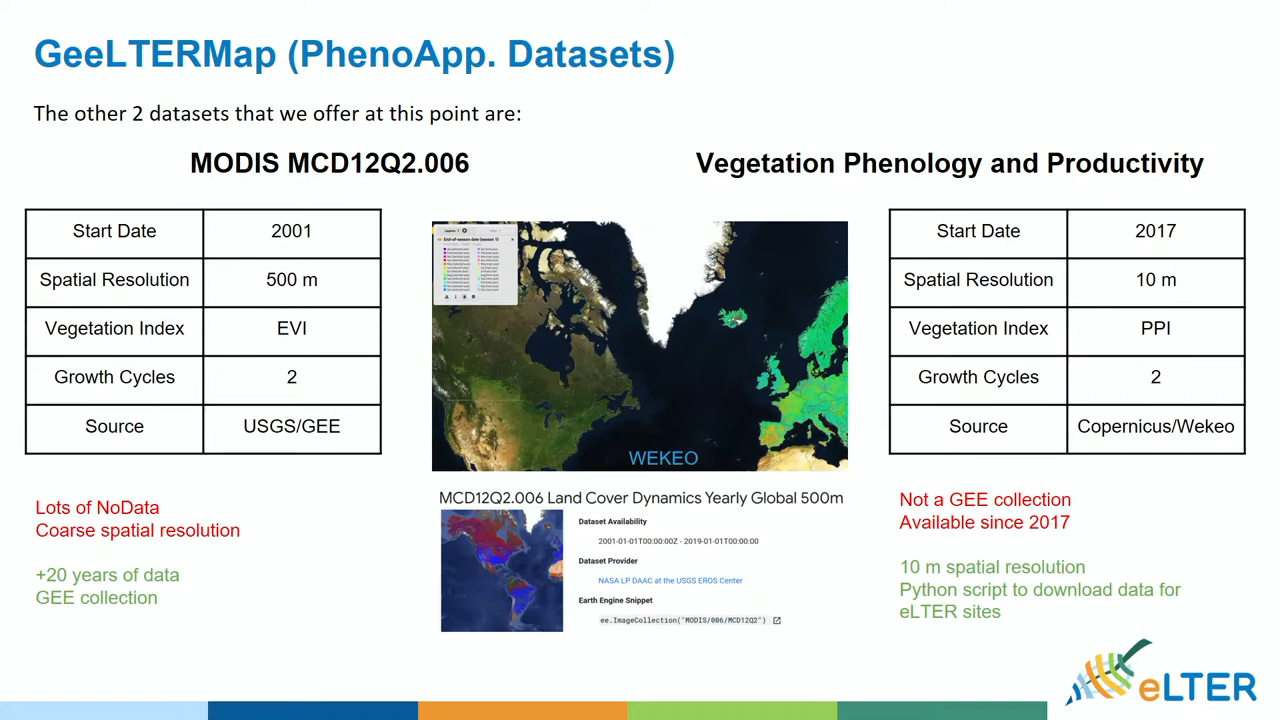 GeeLTERMap (PhenoApp. Datasets)
The other 2 datasets that we offer at this point are:
MODIS MCD12Q2.006
Start Date 2001
Spatial Resolution 500 m
Vegetation Index EVI
Growth Cycles 2
Source USGS/GEE
Lots of NoData
Coarse spatial resolution
+20 years of data
GEE collection
End-of-season date (season 1)
WEKEO
MCD12Q2.006 Land Cover Dynamics Yearly Global 500m
Dataset Availability
2001-01-01T00:00:00Z - 2019-01-01T00:00:00
Dataset Provider
NASA LP DAAC at the USGS EROS Center
Earth Engine Snippet
ee.ImageCollection("MODIS/006/MCD12Q2")
Vegetation Phenology and Productivity
Start Date 2017
Spatial Resolution 10 m
Vegetation Index PPI
Growth Cycles 2
Source Copernicus/Wekeo
Not a GEE collection
Available since 2017
10 m spatial resolution
Python script to download data for
eLTER sites
eLTER